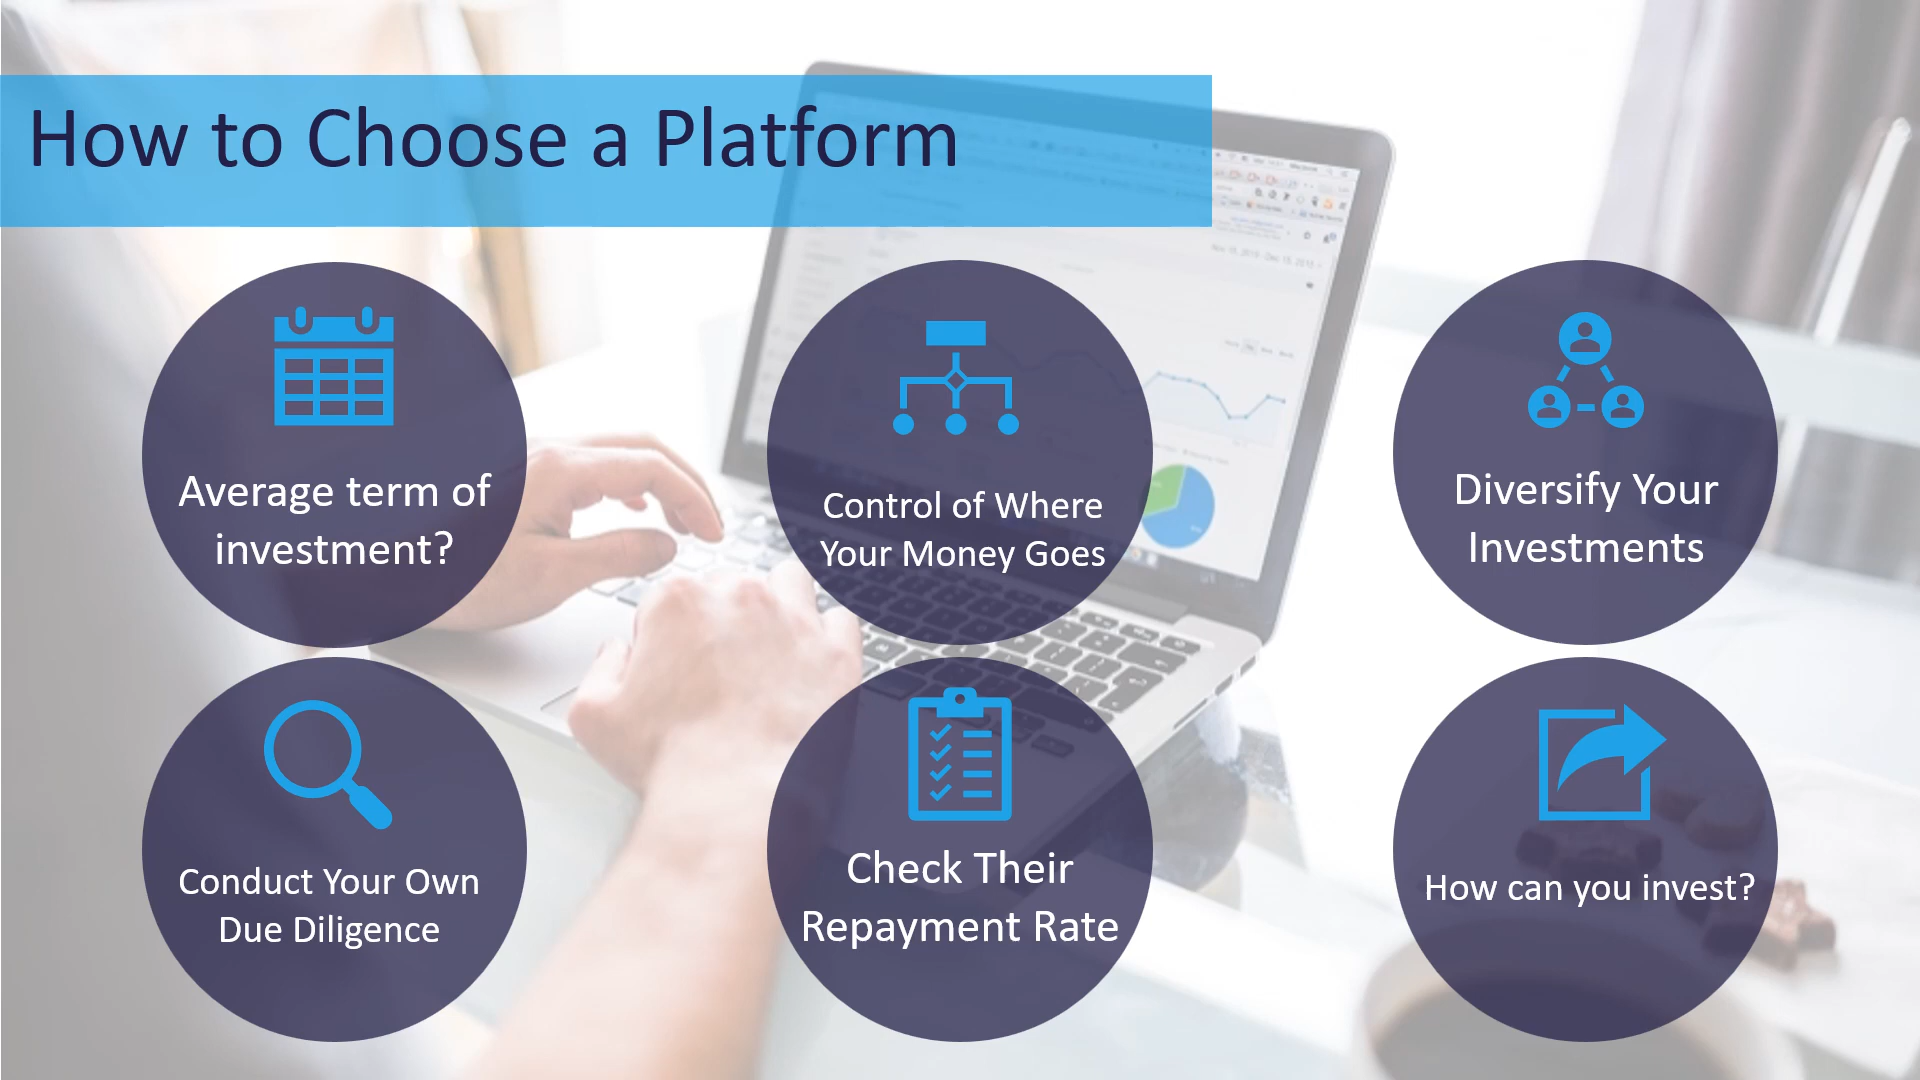 How to Choose a Platform
Average term of
investment?
Control of Where
Your Money Goes
Diversify Your
Investments
Conduct Your Own
Due Diligence
Check Their
Repayment Rate
How can you invest?